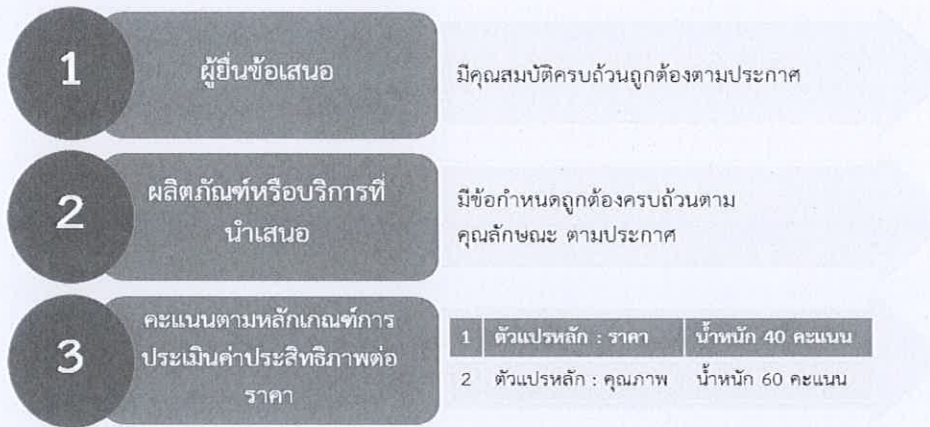 1
ผู้ยื่นข้อเสนอ
มีคุณสมบัติครบถ้วนถูกต้องตามประกาศ
2
ผลิตภัณฑ์หรือบริการที่
นำเสนอ
มีข้อกำหนดถูกต้องครบถ้วนตาม
คุณลักษณะ ตามประกาศ
3
คะแนนตามหลักเกณฑ์การ
ประเมินค่าประสิทธิภาพต่อ
ราคา
1 ตัวแปรหลัก : ราคา น้ำหนัก 40 คะแนน
2 ตัวแปรหลัก : คุณภาพ น้ำหนัก 60 คะแนน